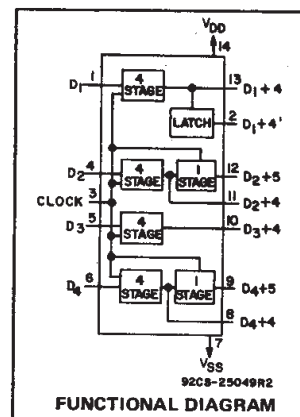 VDD
14
D1 1 4 STAGE 13 D1+4
LATCH 2 D1+4'
D2 4 4 STAGE 1 STAGE 12 D2+5
11 D2+4
CLOCK 3
D3 5 4 STAGE 10 D3+4
D4 6 4 STAGE 1 STAGE 9 D4+5
8 D4+4
7
VSS
92CS-25049R2
FUNCTIONAL DIAGRAM